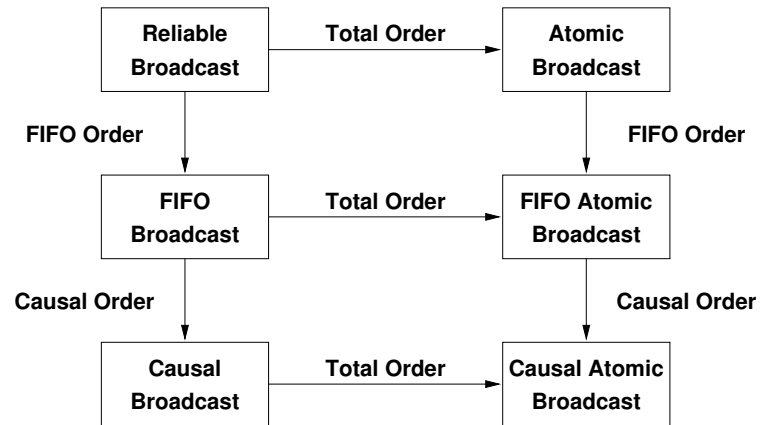 Reliable
Broadcast
Total Order
Atomic
Broadcast
FIFO Order
FIFO Order
FIFO
Broadcast
Total Order
FIFO Atomic
Broadcast
Causal Order
Causal Order
Causal
Broadcast
Total Order
Causal Atomic
Broadcast